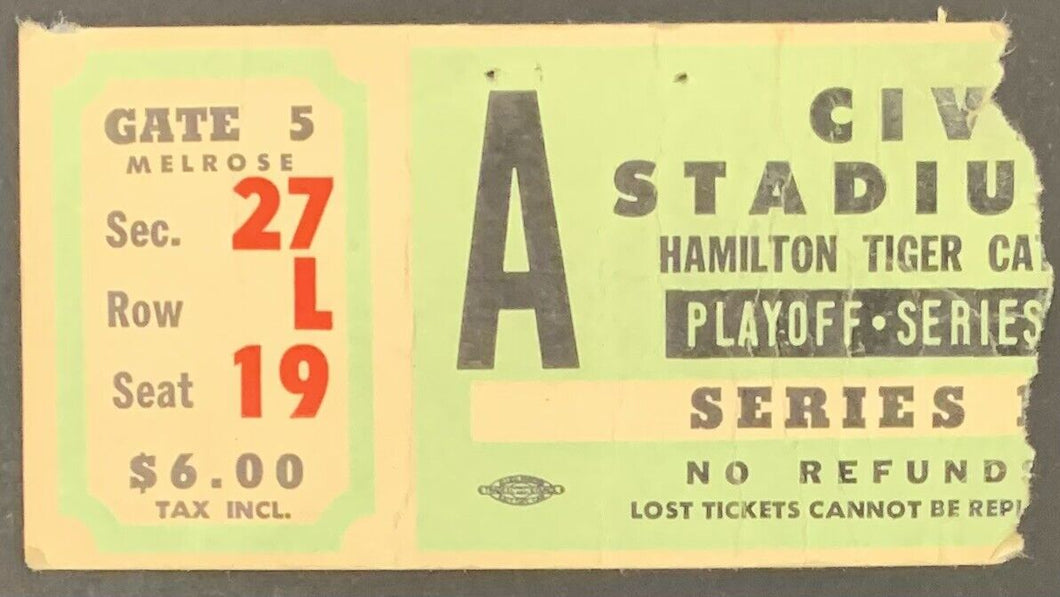 GATE 5
MELROSE
Sec. 27
Row L
Seat 19
$6.00
TAX INCL.
A
CIV
STADIU
HAMILTON TIGER CA
PLAYOFF•SERIES
SERIES
NO REFUNDS
LOST TICKETS CANNOT BE REPL